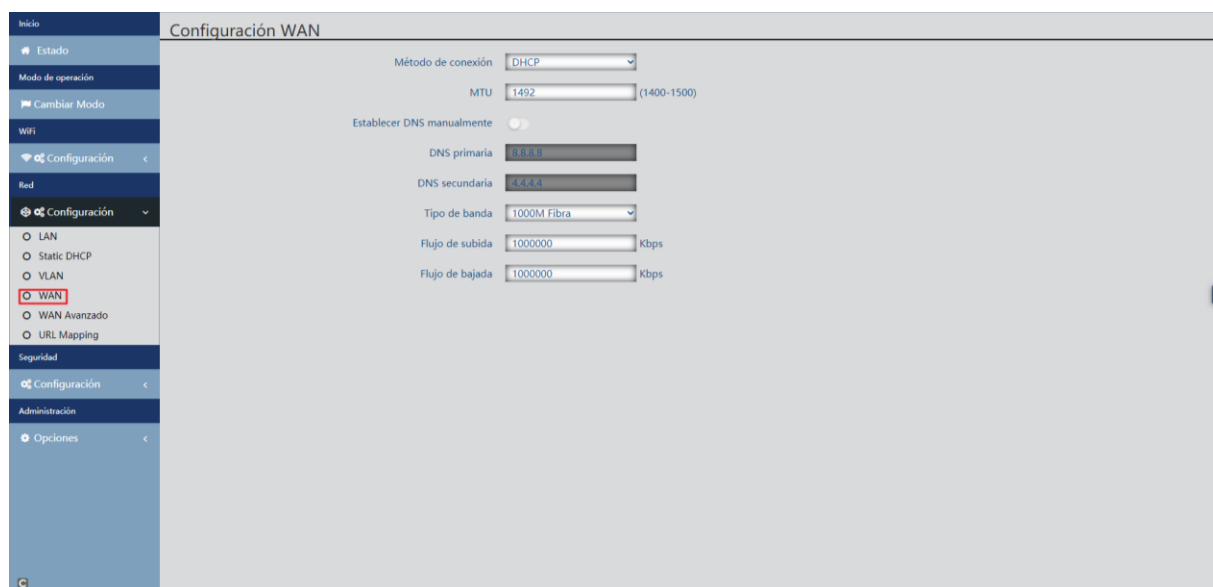 Inicio
Estado
Modo de operación
Cambiar Modo
WiFi
Configuración
Red
Configuración
LAN
Static DHCP
VLAN
WAN
WAN Avanzado
URL Mapping
Seguridad
Configuración
Administración
Opciones
Configuración WAN
Método de conexión DHCP
MTU 1492 (1400-1500)
Establecer DNS manualmente
DNS primaria 8.8.8.8
DNS secundaria 4.4.4.4
Tipo de banda 1000M Fibra
Flujo de subida 1000000 Kbps
Flujo de bajada 1000000 Kbps